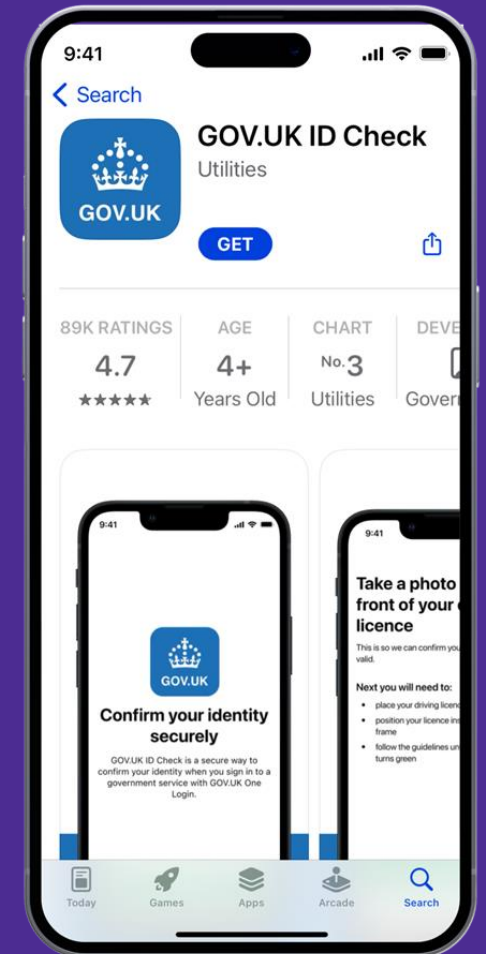 9:41
Search
GOV.UK
GOV.UK ID Check
Utilities
GET
89K RATINGS
4.7
★★★★★
AGE
4+
Years Old
CHART
No.3
Utilities
DEVE
Govern
9:41
GOV.UK
Confirm your identity
securely
GOV.UK ID Check is a secure way to
confirm your identity when you sign in to a
government service with GOV.UK One
Login.
9:41
Take a photo
front of your
licence
This is so we can confirm you
valid.
Next you will need to:
• place your driving licenc
• position your licence ins
frame
• follow the guidelines un
turns green
Today
Games
Apps
Arcade
Search